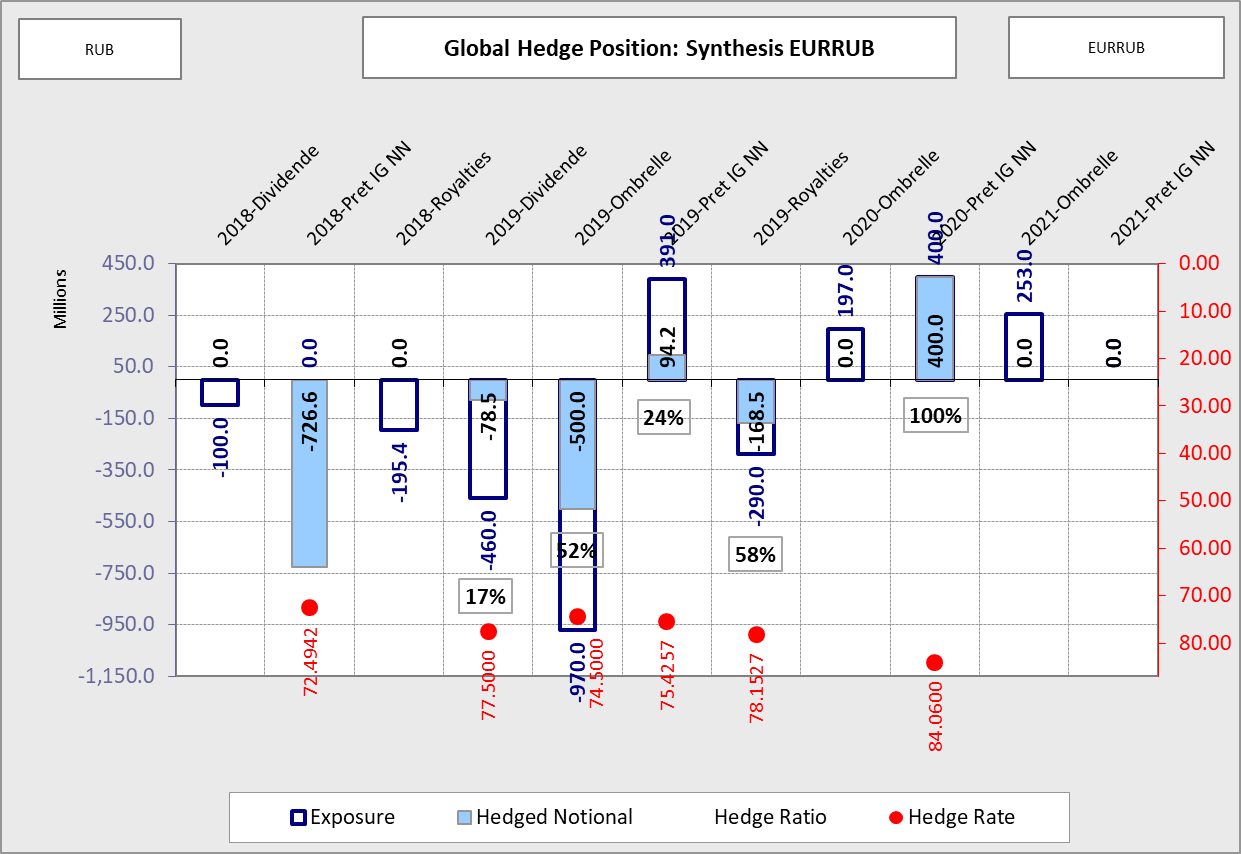 RUB
Global Hedge Position: Synthesis EURRUB
EURRUB
2018-Dividende
2018-Pret IG NN
2018-Royalties
2019-Dividende
2019-Ombrelle
2019-Pret IG NN
2019-Royalties
2020-Ombrelle
2020-Pret IG NN
2021-Ombrelle
2021-Pret IG NN
Millions
450.0
250.0
50.0
-150.0
-350.0
-550.0
-750.0
-950.0
-1,150.0
0.00
10.00
20.00
30.00
40.00
50.00
60.00
70.00
80.00
0.0
-100.0
0.0
-726.6
72.4942
0.0
-195.4
-78.5
-460.0
17%
77.5000
-500.0
52%
-970.0
74.5000
391.0
94.2
24%
75.4257
-168.5
-290.0
58%
78.1527
197.0
0.0
400.0
400.0
100%
84.0600
253.0
0.0
0.0
Exposure
Hedged Notional
Hedge Ratio
Hedge Rate